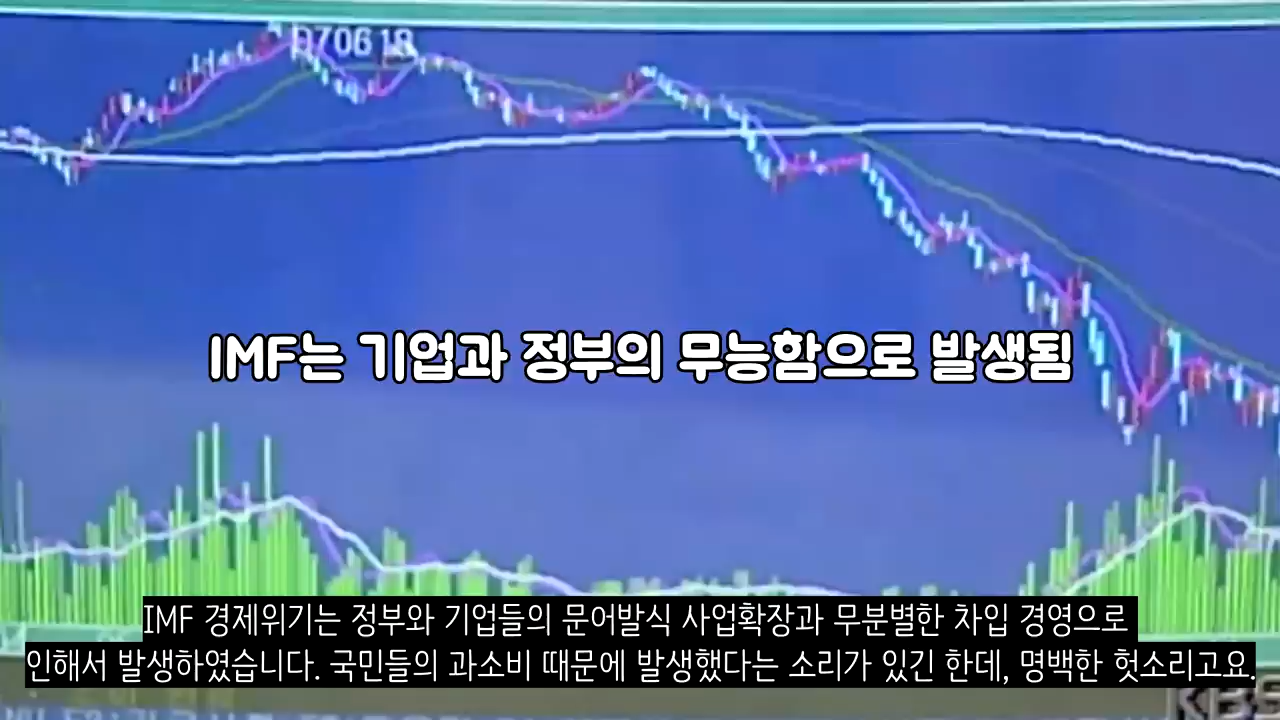 970618
IMF는 기업과 정부의 무능함으로 발생됨
IMF 경제위기는 정부와 기업들의 문어발식 사업확장과 무분별한 차입 경영으로
인해서 발생하였습니다. 국민들의 과소비 때문에 발생했다는 소리가 있긴 한데, 명백한 헛소리고요.
KBS